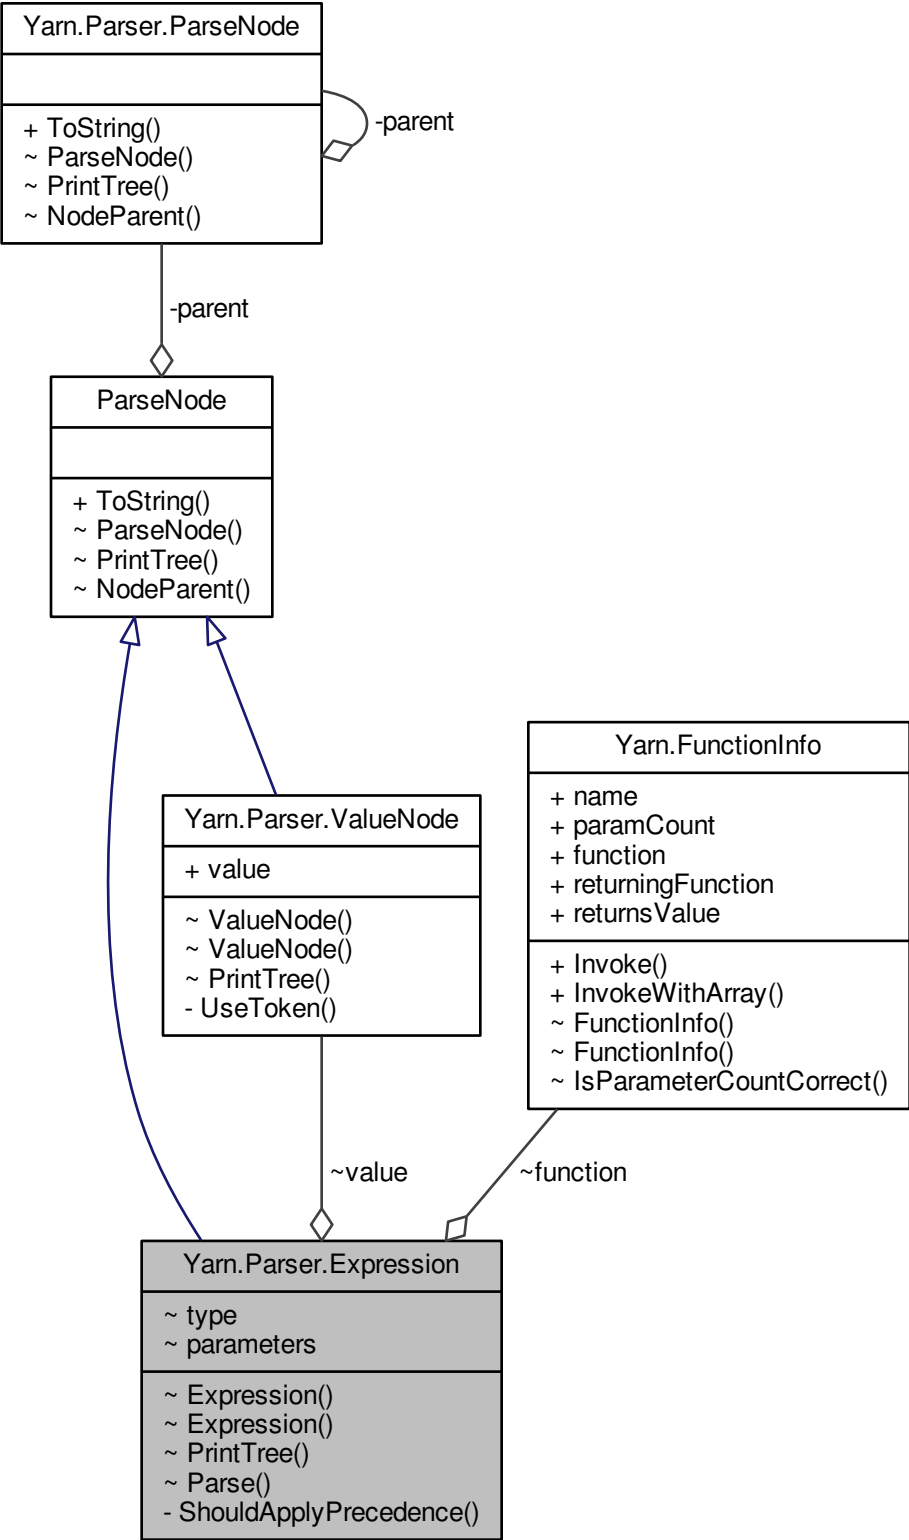 Yarn.Parser.ParseNode
+ ToString()
~ ParseNode()
~ PrintTree()
~ NodeParent()
-parent
-parent
ParseNode
+ ToString()
~ ParseNode()
~ PrintTree()
~ NodeParent()
Yarn.Parser.ValueNode
+ value
~ ValueNode()
~ ValueNode()
~ PrintTree()
- UseToken()
Yarn.FunctionInfo
+ name
+ paramCount
+ function
+ returningFunction
+ returnsValue
+ Invoke()
+ InvokeWithArray()
~ FunctionInfo()
~ FunctionInfo()
~ IsParameterCountCorrect()
~value
~function
Yarn.Parser.Expression
~ type
~ parameters
~ Expression()
~ Expression()
~ PrintTree()
~ Parse()
- ShouldApplyPrecedence()